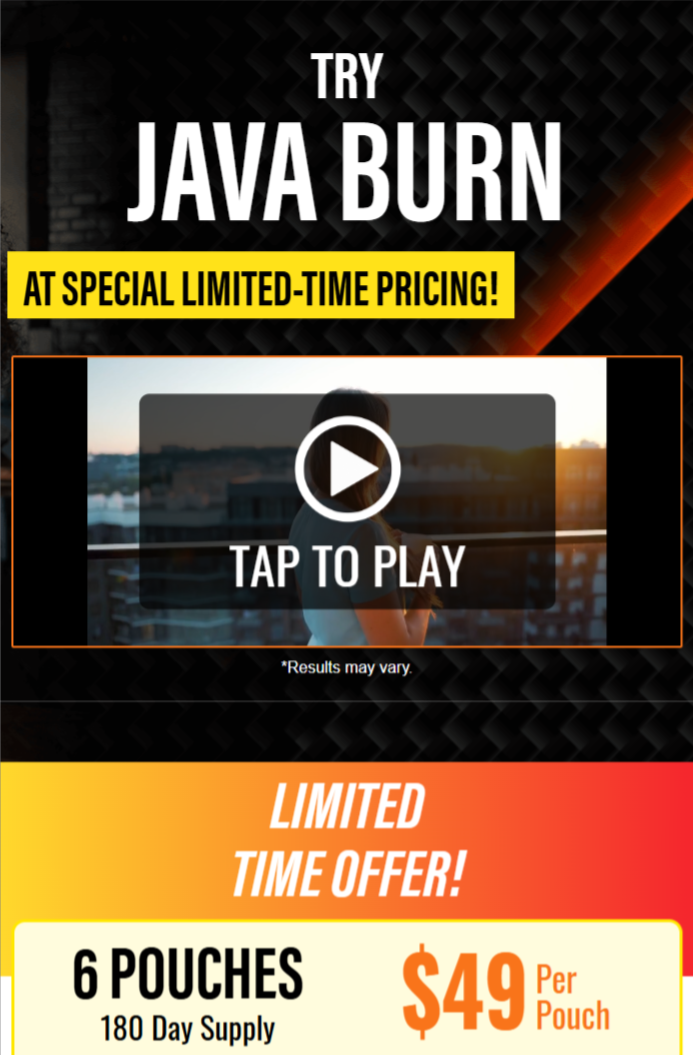 TRY
JAVA BURN
AT SPECIAL LIMITED-TIME PRICING!
TAP TO PLAY
*Results may vary.
LIMITED
TIME OFFER!
6 POUCHES
180 Day Supply
$49 Per
Pouch